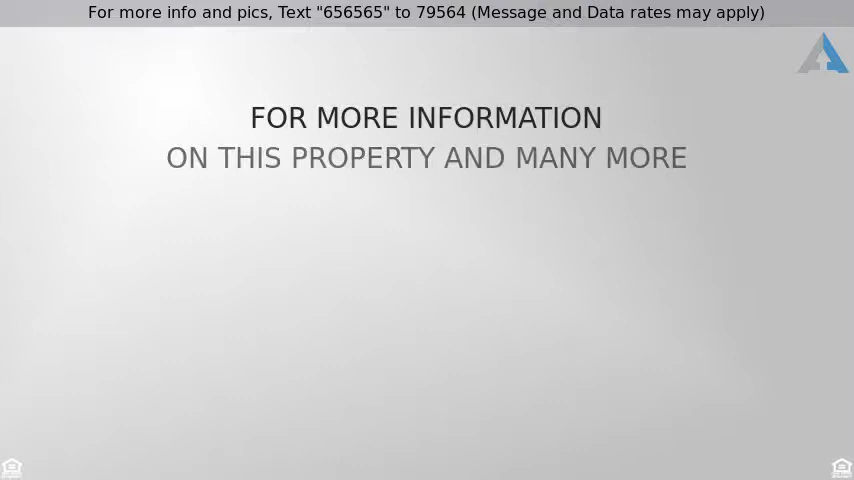 For more info and pics, Text "656565" to 79564 (Message and Data rates may apply)
FOR MORE INFORMATION
ON THIS PROPERTY AND MANY MORE